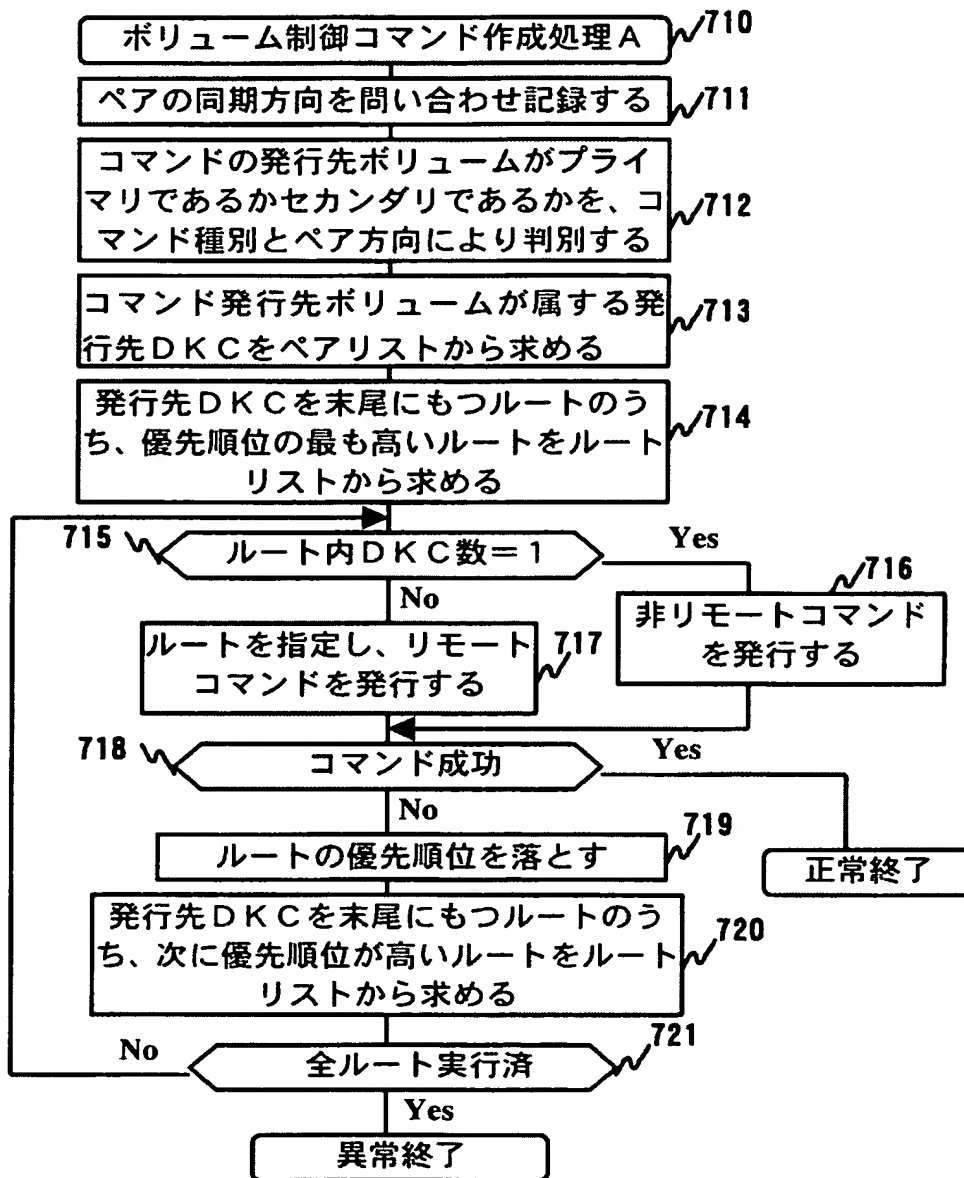 ボリューム制御コマンド作成処理A
710
ペアの同期方向を問い合わせ記録する
711
コマンドの発行先ボリュームがプライ
マリであるかセカンダリであるかを、コ
マンド種別とペア方向により判別する
712
コマンド発行先ボリュームが属する発
行先DKCをペアリストから求める
713
発行先DKCを末尾にもつルートのう
ち、優先順位の最も高いルートをルート
リストから求める
714
715
ルート内DKC数=1
Yes
No
716
非リモートコマンド
を発行する
ルートを指定し、リモート
コマンドを発行する
717
718
コマンド成功
Yes
No
正常終了
719
ルートの優先順位を落とす
発行先DKCを末尾にもつルートのう
ち、次に優先順位が高いルートをルート
リストから求める
720
No
全ルート実行済
721
Yes
異常終了